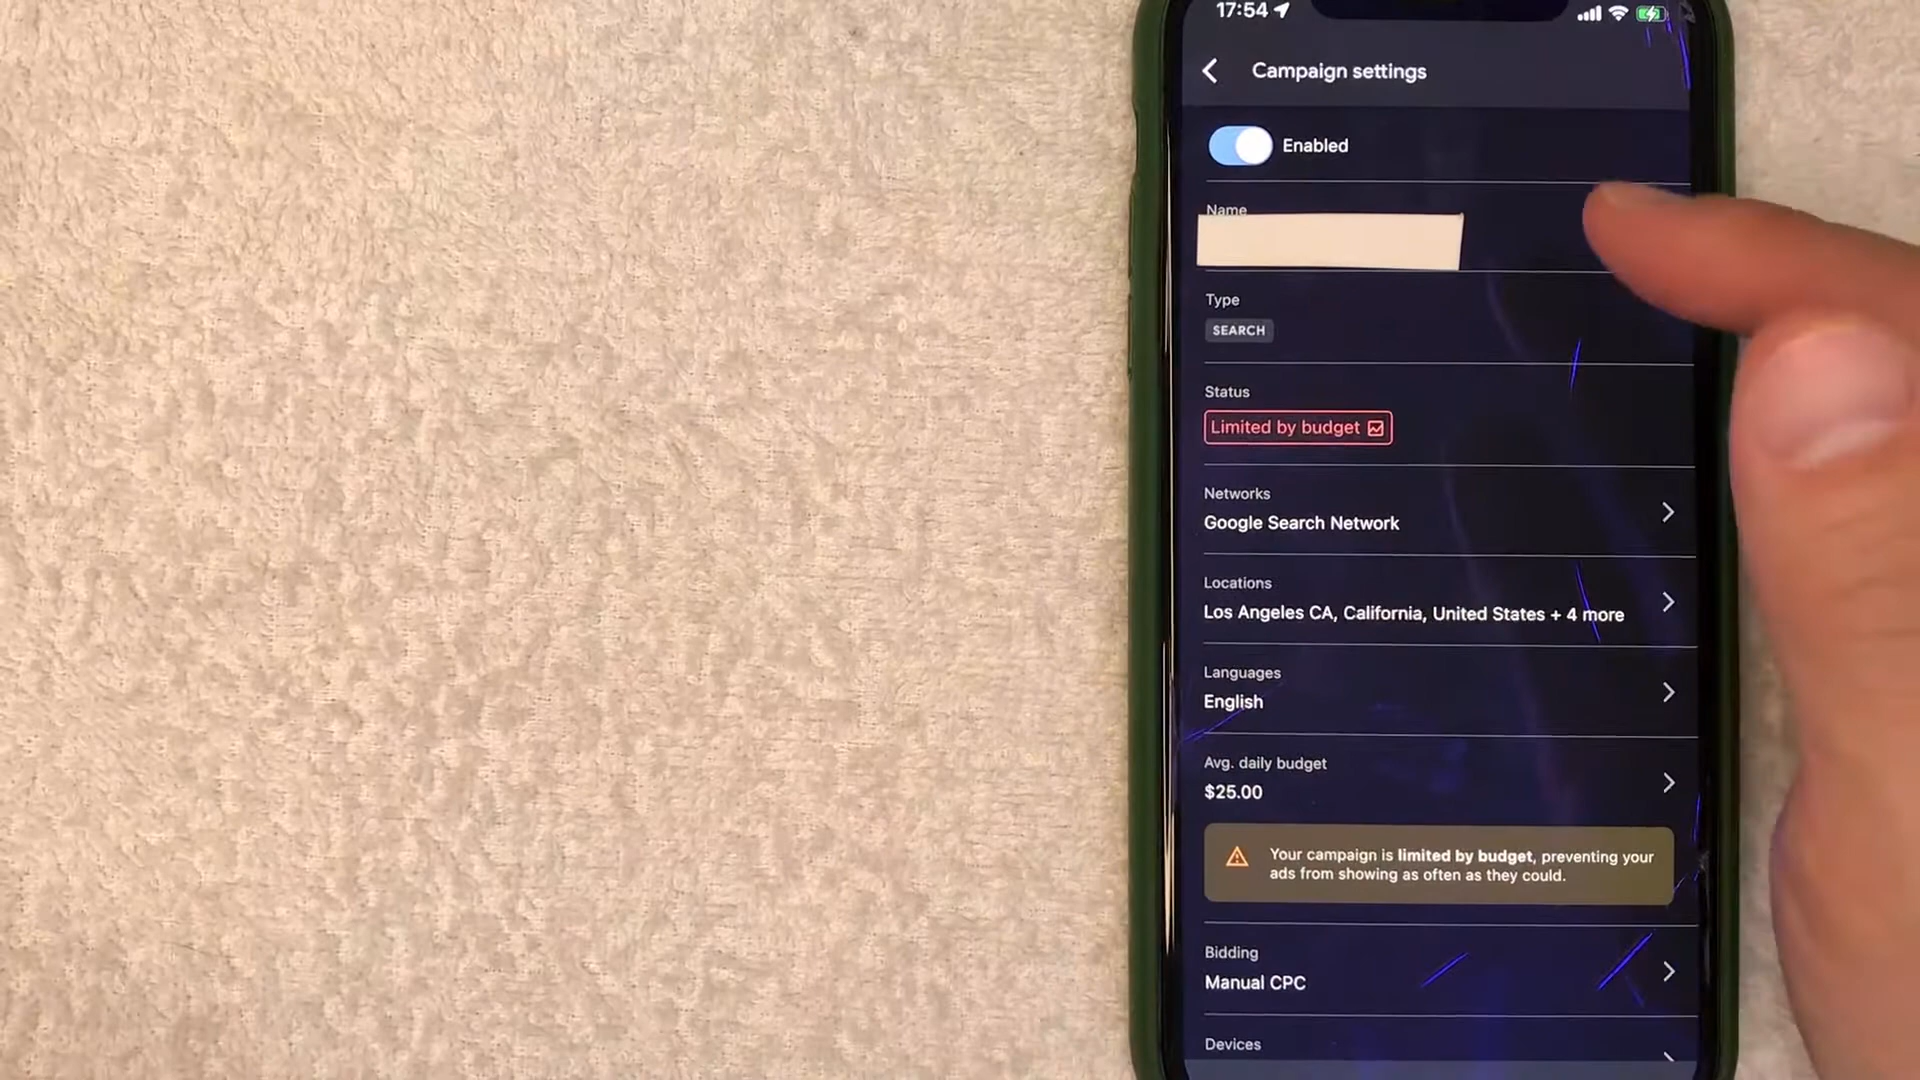 17:54
Campaign settings
Enabled
Name
Type
SEARCH
Status
Limited by budget
Networks
Google Search Network
Locations
Los Angeles CA, California, United States + 4 more
Languages
English
Avg. daily budget
$25.00
Your campaign is limited by budget, preventing your
ads from showing as often as they could.
Bidding
Manual CPC
Devices